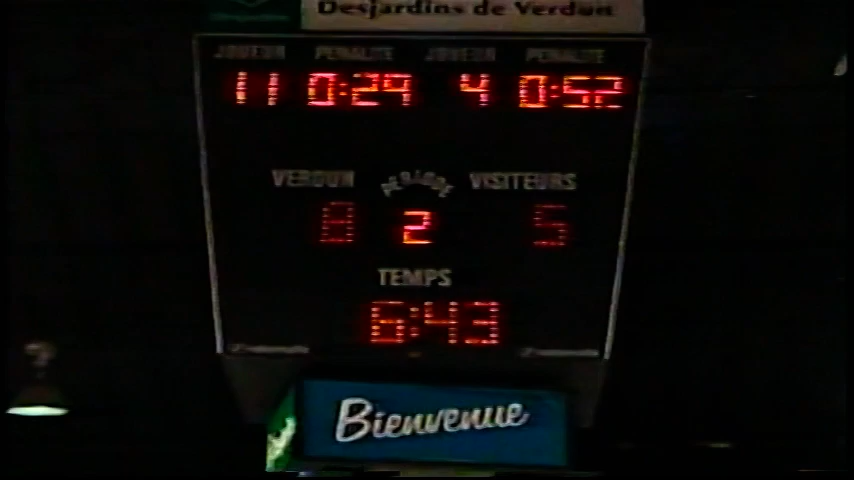 Desjardins de Verdun
JOUEUR PENALITE JOUEUR PENALITE
11 0:29 4 0:52
VERDUN PERIODE VISITEURS
8 2 5
TEMPS
6:43
Bienvenue